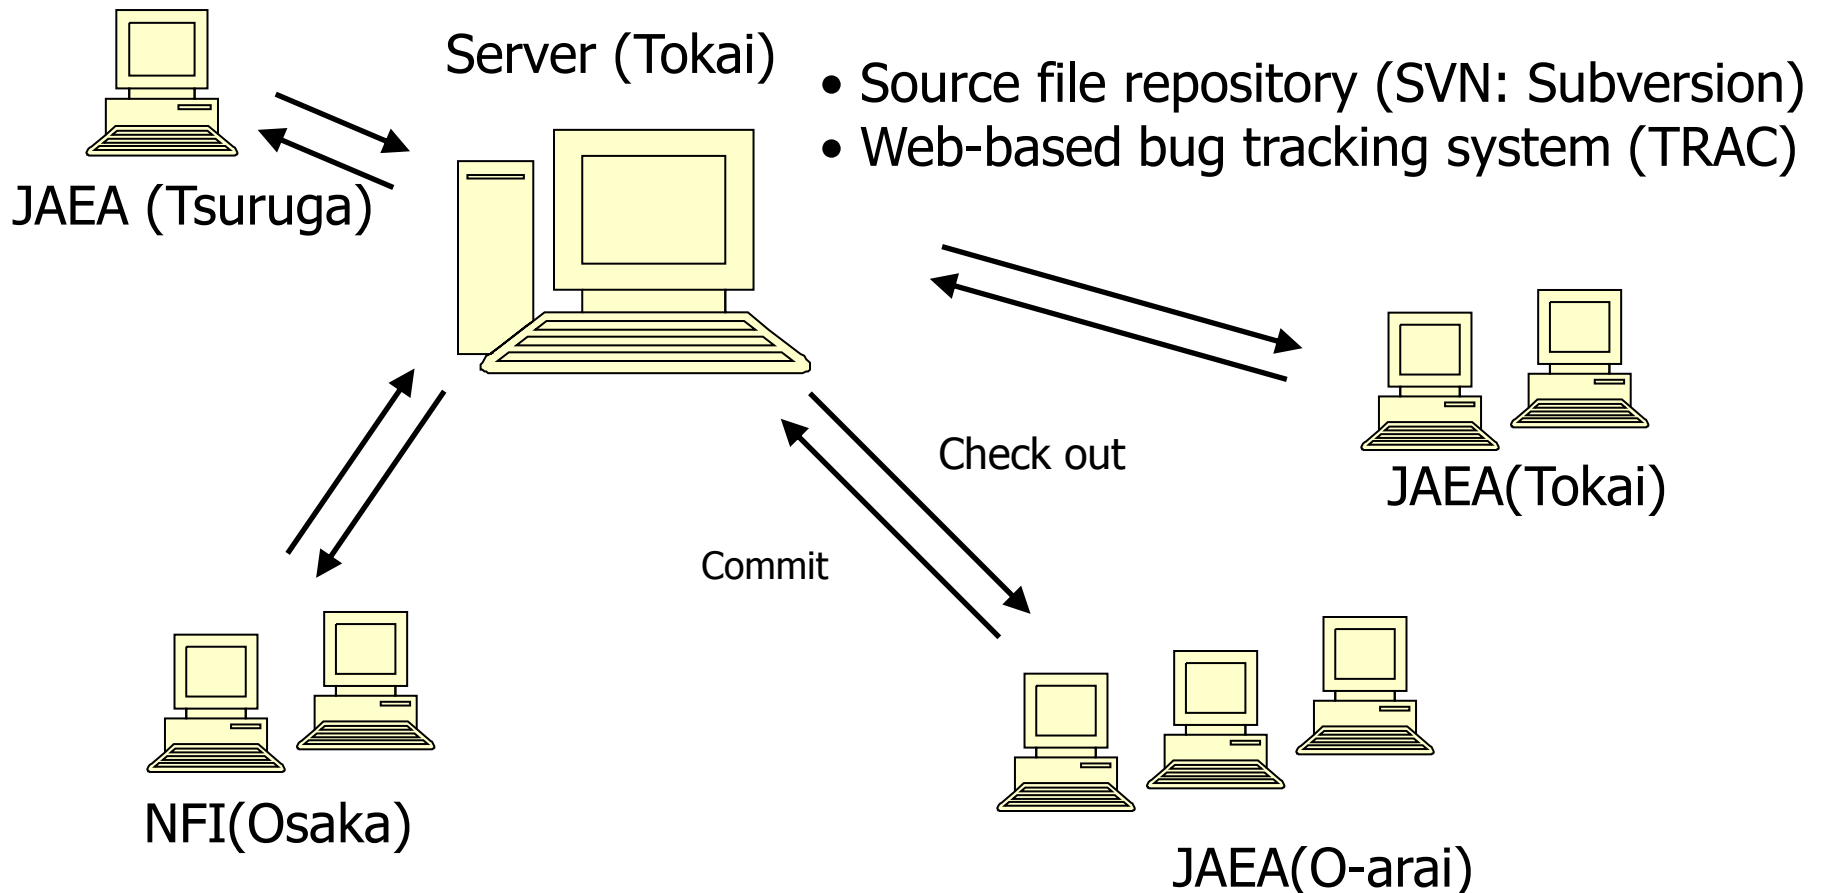 Server (Tokai)
• Source file repository (SVN: Subversion)
• Web-based bug tracking system (TRAC)
JAEA (Tsuruga)
Check out
JAEA(Tokai)
Commit
NFI(Osaka)
JAEA(O-arai)